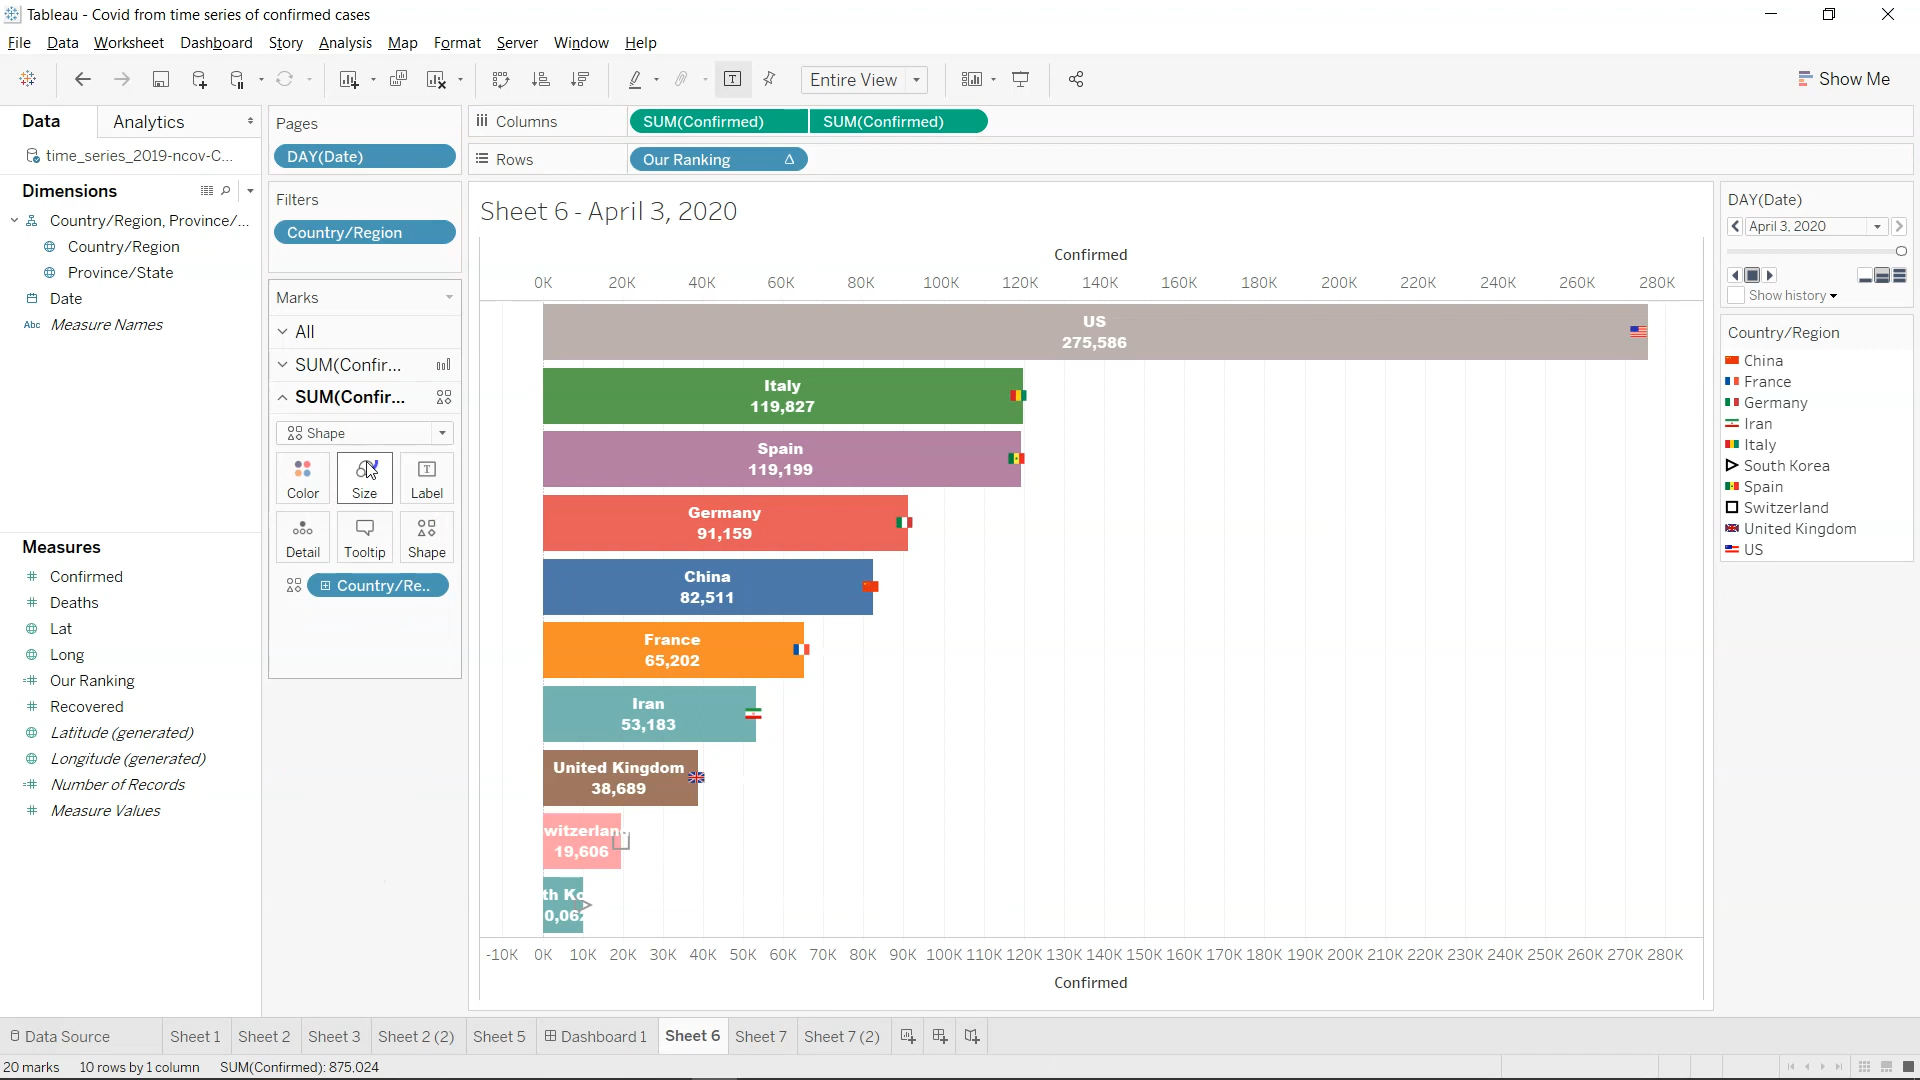 Tableau - Covid from time series of confirmed cases
File Data Worksheet Dashboard Story Analysis Map Format Server Window Help
Entire View
Show Me
Data
Analytics
time_series_2019-ncov-C...
Dimensions
Country/Region, Province/...
Country/Region
Province/State
Date
Abc Measure Names
Measures
Confirmed
Deaths
Lat
Long
Our Ranking
Recovered
Latitude (generated)
Longitude (generated)
Number of Records
Measure Values
Pages
DAY(Date)
Filters
Country/Region
Marks
All
SUM(Confir...
SUM(Confir...
Shape
Color Size Label
Detail Tooltip Shape
Country/Re..
Columns SUM(Confirmed) SUM(Confirmed)
Rows Our Ranking
Sheet 6 - April 3, 2020
Confirmed
0K 20K 40K 60K 80K 100K 120K 140K 160K 180K 200K 220K 240K 260K 280K
US
275,586
Italy
119,827
Spain
119,199
Germany
91,159
China
82,511
France
65,202
Iran
53,183
United Kingdom
38,689
witzerlan
19,606
th Ko
0,062
-10K 0K 10K 20K 30K 40K 50K 60K 70K 80K 90K 100K 110K 120K 130K 140K 150K 160K 170K 180K 190K 200K 210K 220K 230K 240K 250K 260K 270K 280K
Confirmed
DAY(Date)
April 3, 2020
Show history
Country/Region
China
France
Germany
Iran
Italy
South Korea
Spain
Switzerland
United Kingdom
US
Data Source Sheet 1 Sheet 2 Sheet 3 Sheet 2 (2) Sheet 5 Dashboard 1 Sheet 6 Sheet 7 Sheet 7 (2)
20 marks 10 rows by 1 column SUM(Confirmed): 875,024